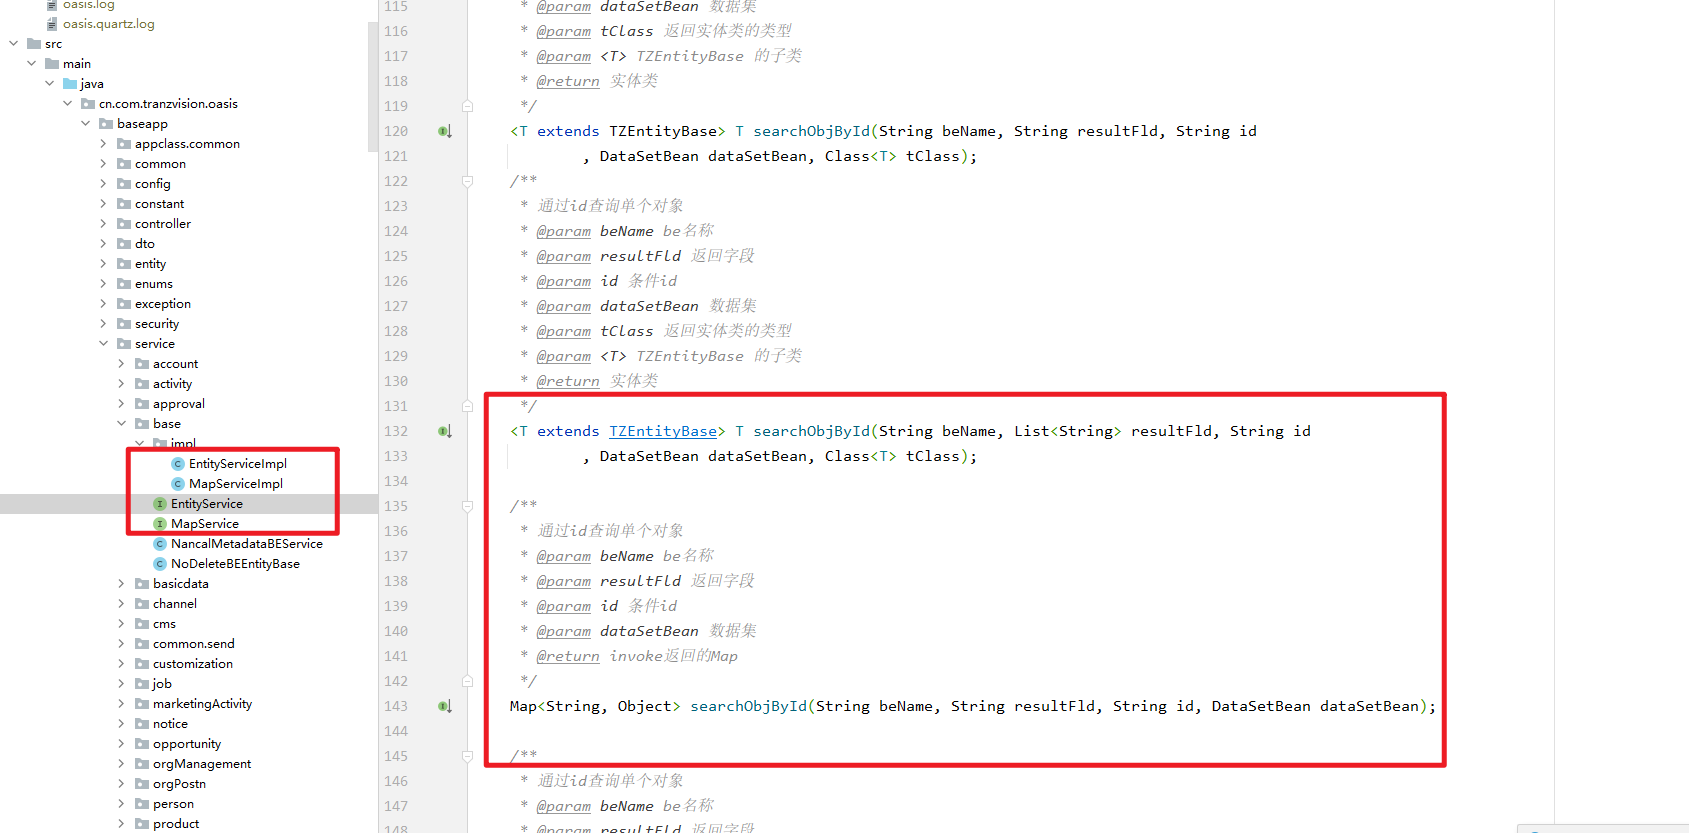 oasis.log
oasis.quartz.log
src
main
java
cn.com.tranzvision.oasis
baseapp
appclass.common
common
config
constant
controller
dto
entity
enums
exception
security
service
account
activity
approval
base
impl
EntityServiceImpl
MapServiceImpl
EntityService
MapService
NancalMetadataBEService
NoDeleteBEEntityBase
basicdata
channel
cms
common.send
customization
job
marketingActivity
notice
opportunity
orgManagement
orgPostn
person
product
115 * @param dataSetBean 数据集
116 * @param tClass 返回实体类的类型
117 * @param <T> TZEntityBase 的子类
118 * @return 实体类
119 */
120 <T extends TZEntityBase> T searchObjById(String beName, String resultFld, String id
121 , DataSetBean dataSetBean, Class<T> tClass);
122 /**
123 * 通过id查询单个对象
124 * @param beName be名称
125 * @param resultFld 返回字段
126 * @param id 条件id
127 * @param dataSetBean 数据集
128 * @param tClass 返回实体类的类型
129 * @param <T> TZEntityBase 的子类
130 * @return 实体类
131 */
132 <T extends TZEntityBase> T searchObjById(String beName, List<String> resultFld, String id
133 , DataSetBean dataSetBean, Class<T> tClass);
134
135 /**
136 * 通过id查询单个对象
137 * @param beName be名称
138 * @param resultFld 返回字段
139 * @param id 条件id
140 * @param dataSetBean 数据集
141 * @return invoke返回的Map
142 */
143 Map<String, Object> searchObjById(String beName, String resultFld, String id, DataSetBean dataSetBean);
144
145 /**
146 * 通过id查询单个对象
147 * @param beName be名称
148 * @param resultFld 返回字段